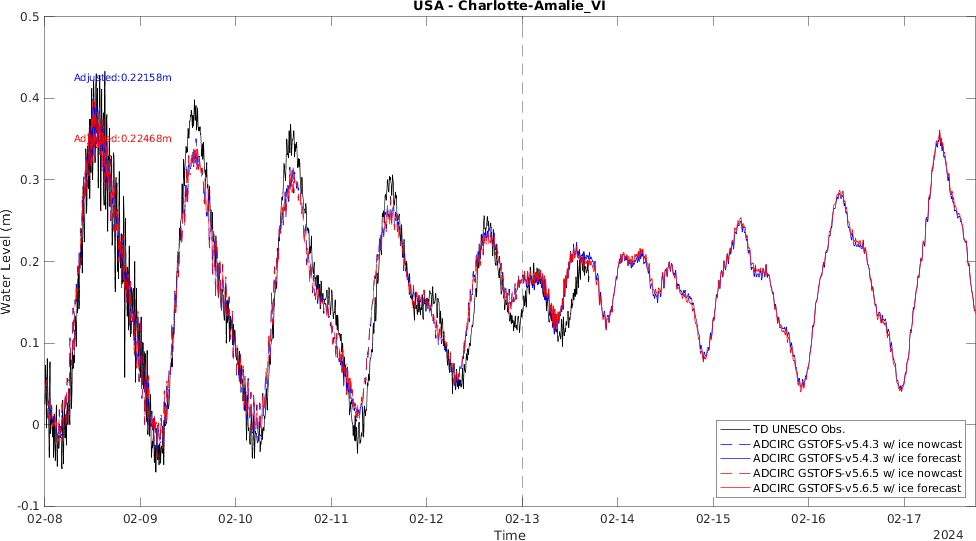 USA - Charlotte-Amalie_VI
0.5
Adjusted:0.22158m
0.4
Adjusted:0.22468m
0.3
Water Level (m)
0.2
0.1
0
-0.1
TD UNESCO Obs.
ADCIRC GSTOFS-v5.4.3 w/ ice nowcast
ADCIRC GSTOFS-v5.4.3 w/ ice forecast
ADCIRC GSTOFS-v5.6.5 w/ ice nowcast
ADCIRC GSTOFS-v5.6.5 w/ ice forecast
02-08 02-09 02-10 02-11 02-12 02-13 02-14 02-15 02-16 02-17
Time
2024